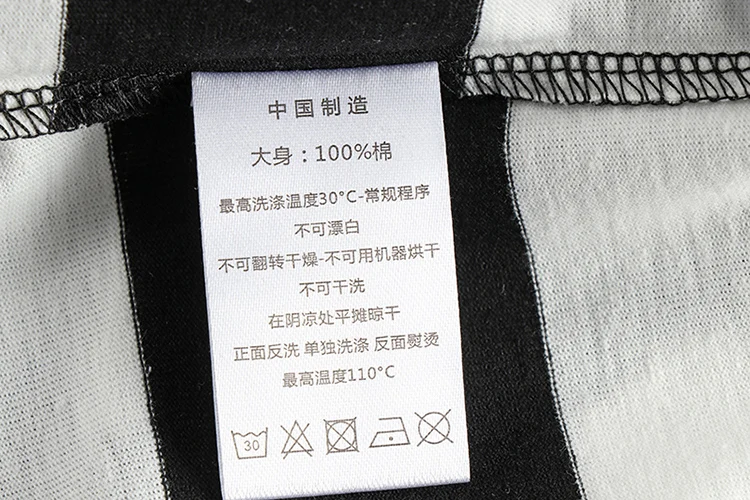 中国制造
大身：100%棉
最高洗涤温度30°C-常规程序
不可漂白
不可翻转干燥-不可用机器烘干
不可干洗
在阴凉处平摊晾干
正面反洗 单独洗涤 反面熨烫
最高温度110°C
30